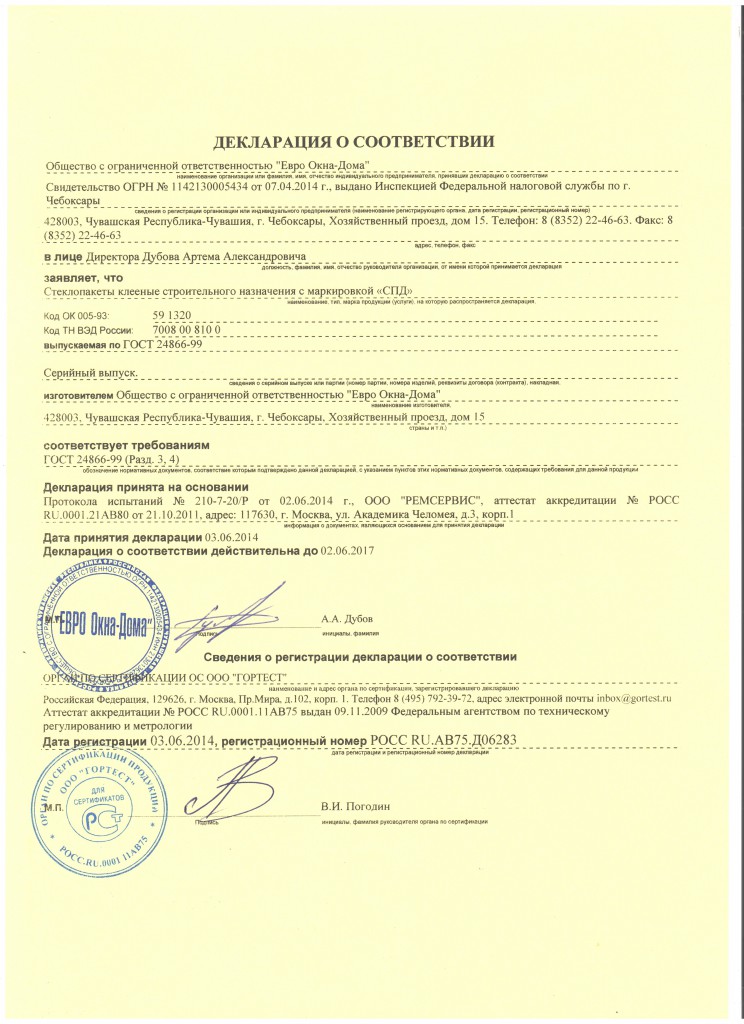 ДЕКЛАРАЦИЯ О СООТВЕТСТВИИ
Общество с ограниченной ответственностью "Евро Окна-Дома"
наименование организации или фамилия, имя, отчество индивидуального предпринимателя, принявших декларацию о соответствии
Свидетельство ОГРН № 1142130005434 от 07.04.2014 г., выдано Инспекцией Федеральной налоговой службы по г.
Чебоксары
сведения о регистрации организации или индивидуального предпринимателя (наименование регистрирующего органа, дата регистрации, регистрационный номер)
428003, Чувашская Республика-Чувашия, г. Чебоксары, Хозяйственный проезд, дом 15. Телефон: 8 (8352) 22-46-63. Факс: 8
(8352) 22-46-63
адрес, телефон, факс
в лице Директора Дубова Артема Александровича
должность, фамилия, имя, отчество руководителя организации, от имени которой принимается декларация
заявляет, что
Стеклопакеты клееные строительного назначения с маркировкой «СПД»
наименование, тип, марка продукции (услуги), на которую распространяется декларация,
Код ОК 005-93: 59 1320
Код ТН ВЭД России: 7008 00 810 0
выпускаемая по ГОСТ 24866-99
Серийный выпуск.
сведения о серийном выпуске или партии (номер партии, номера изделий, реквизиты договора (контракта), накладная,
изготовителем Общество с ограниченной ответственностью "Евро Окна-Дома"
наименование изготовителя,
428003, Чувашская Республика-Чувашия, г. Чебоксары, Хозяйственный проезд, дом 15
страны и т.п.)
соответствует требованиям
ГОСТ 24866-99 (Разд. 3, 4)
обозначение нормативных документов, соответствие которым подтверждено данной декларацией, с указанием пунктов этих нормативных документов, содержащих требования для данной продукции
Декларация принята на основании
Протокола испытаний № 210-7-20/Р от 02.06.2014 г., ООО "РЕМСЕРВИС", аттестат аккредитации № РОСС
RU.0001.21АВ80 от 21.10.2011, адрес: 117630, г. Москва, ул. Академика Челомея, д.3, корп.1
информация о документах, являющихся основанием для принятия декларации
Дата принятия декларации 03.06.2014
Декларация о соответствии действительна до 02.06.2017
М.П.
"ЕВРО Окна-Дома"
подпись
А.А. Дубов
инициалы, фамилия
Сведения о регистрации декларации о соответствии
ОРГАН ПО СЕРТИФИКАЦИИ ОС ООО "ГОРТЕСТ"
наименование и адрес органа по сертификации, зарегистрировавшего декларацию
Российская Федерация, 129626, г. Москва, Пр.Мира, д.102, корп. 1. Телефон 8 (495) 792-39-72, адрес электронной почты inbox@gortest.ru
Аттестат аккредитации № РОСС RU.0001.11АВ75 выдан 09.11.2009 Федеральным агентством по техническому
регулированию и метрологии
Дата регистрации 03.06.2014, регистрационный номер РОСС RU.АВ75.Д06283
дата регистрации и регистрационный номер декларации
ОРГАН ПО СЕРТИФИКАЦИИ ПРОДУКЦИИ
ООО "ГОРТЕСТ"
ДЛЯ
СЕРТИФИКАТОВ
РОСС.RU.0001 11АВ75
М.П.
Подпись
В.И. Погодин
инициалы, фамилия руководителя органа по сертификации